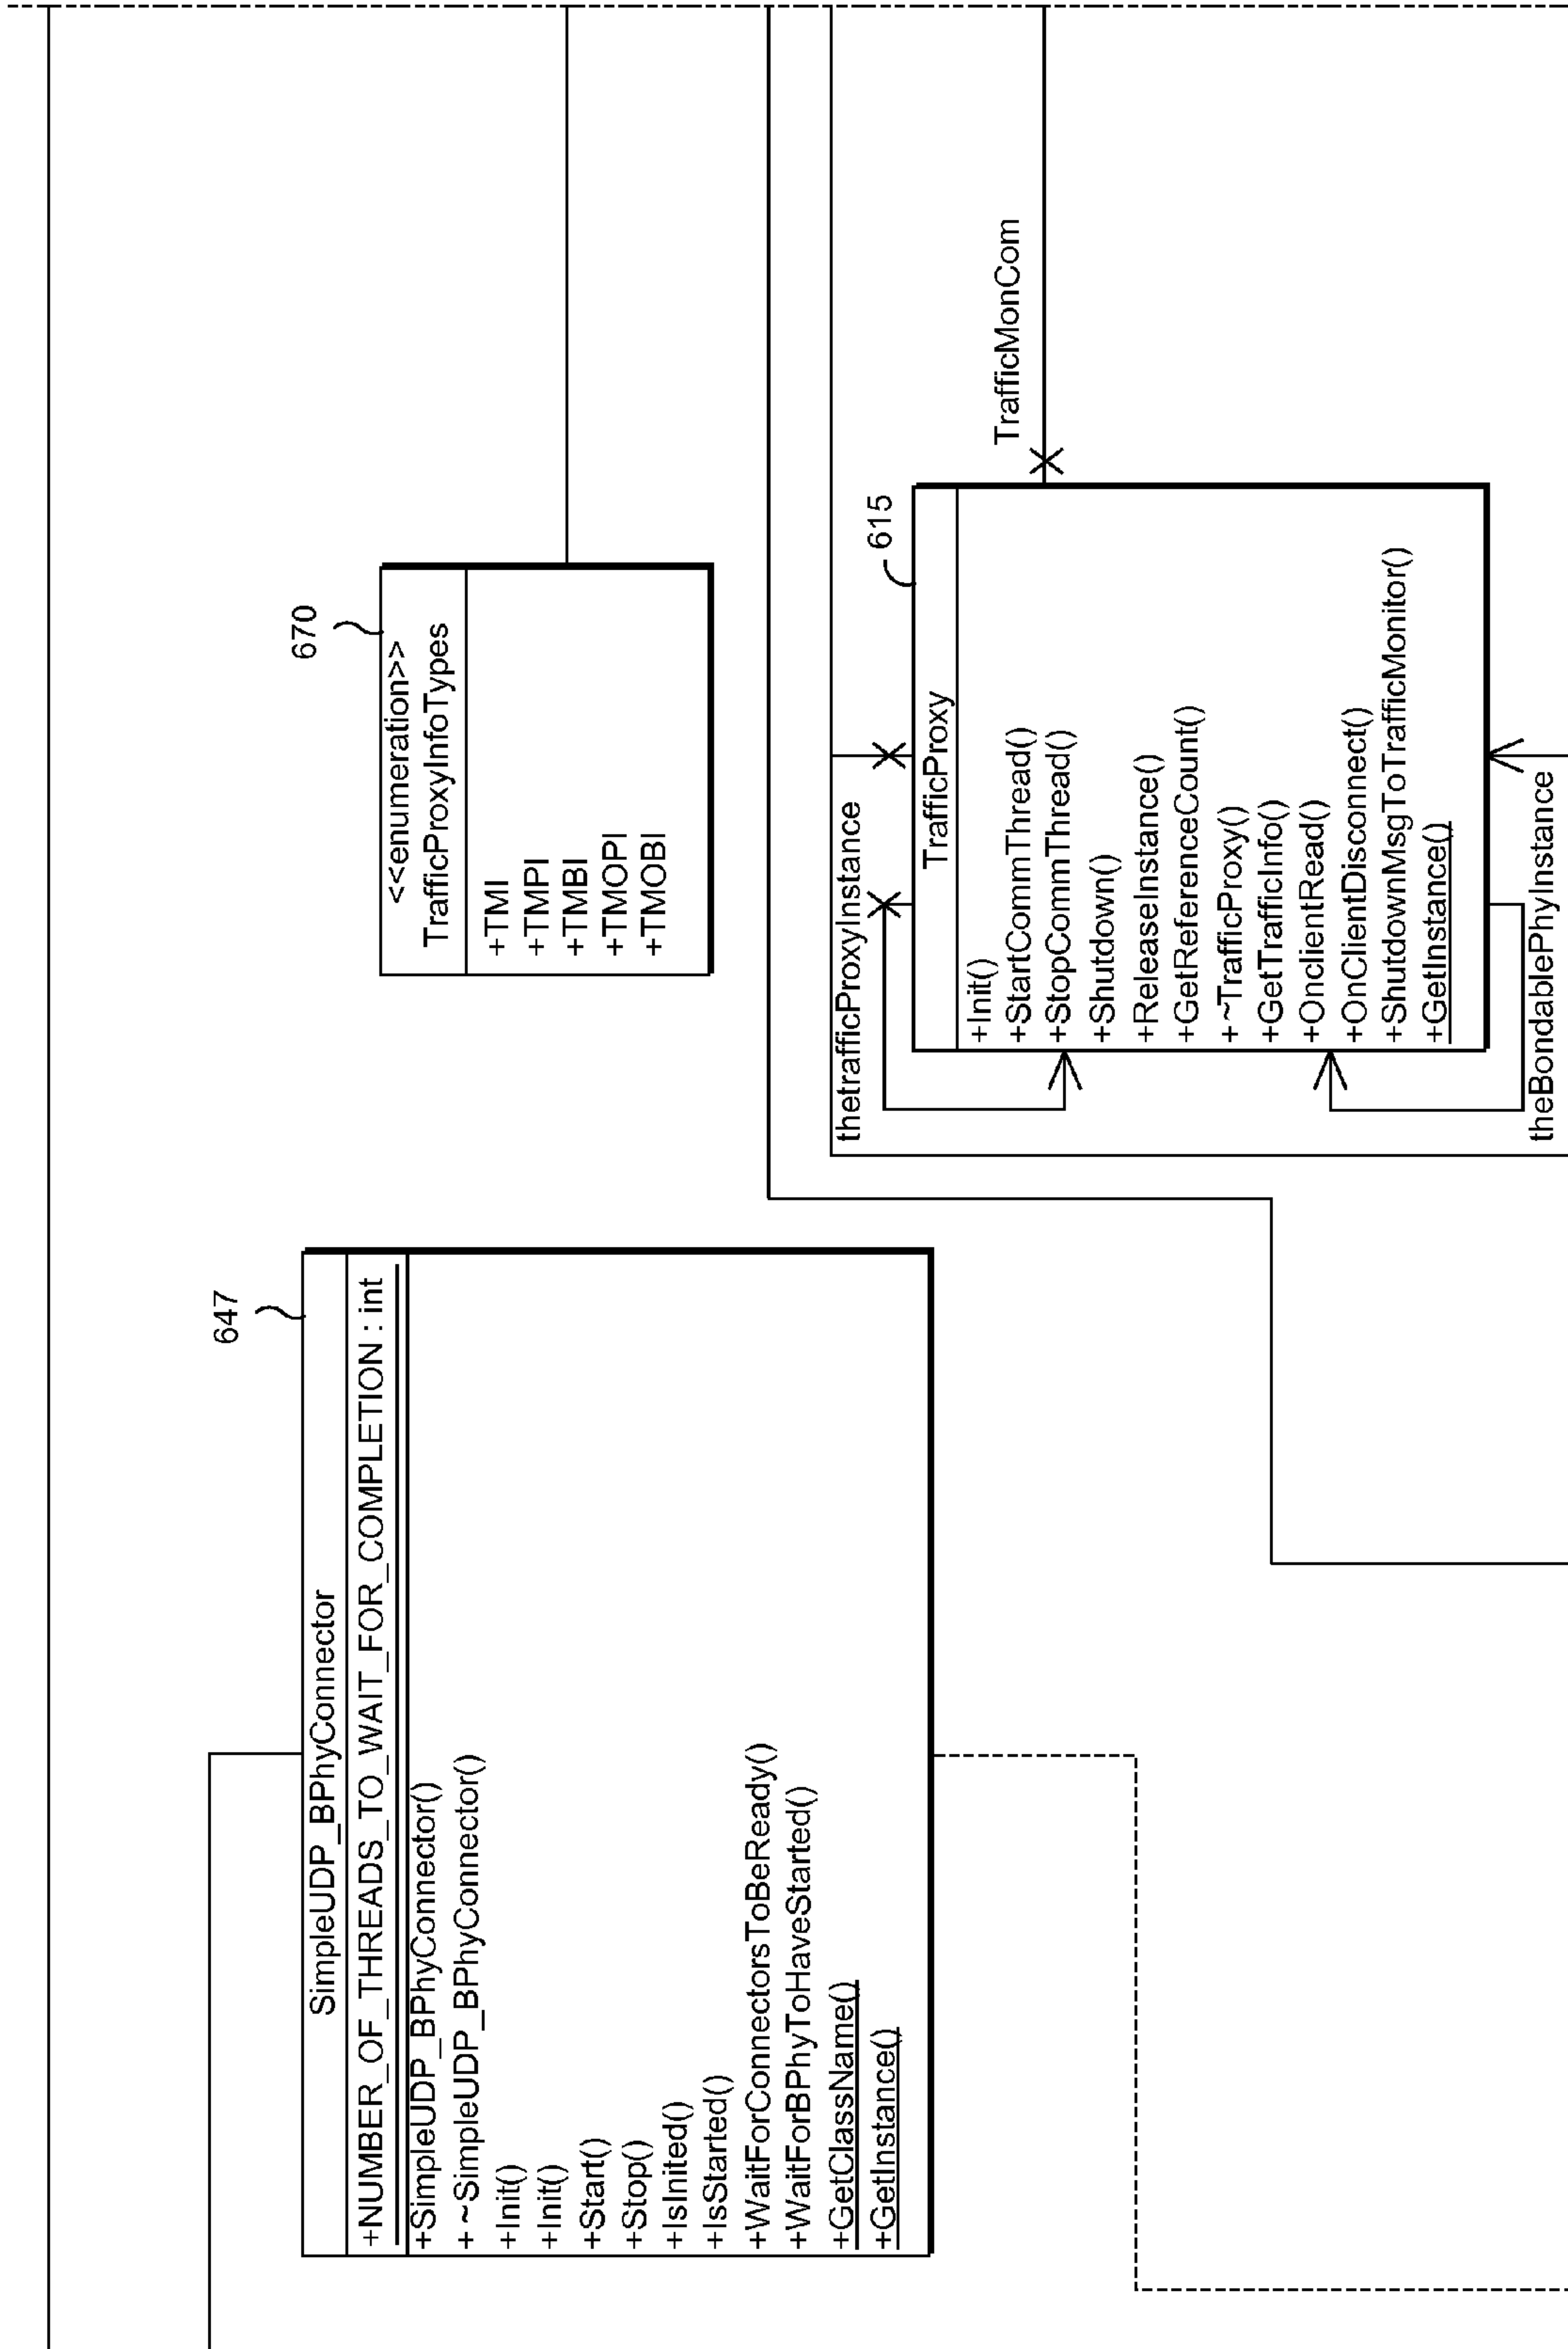 647
SimpleUDP_BPhyConnector
+NUMBER_OF_THREADS_TO_WAIT_FOR_COMPLETION : int
+SimpleUDP_BPhyConnector()
+ ~SimpleUDP_BPhyConnector()
+Init()
+Init()
+Start()
+Stop()
+IsInited()
+IsStarted()
+WaitForConnectorsToBeReady()
+WaitForBPhyToHaveStarted()
+GetClassName()
+GetInstance()
670
<<enumeration>>
TrafficProxyInfoTypes
+TMI
+TMPI
+TMBI
+TMOPI
+TMOBI
thetrafficProxyInstance
615
TrafficProxy
+Init()
+StartCommThread()
+StopCommThread()
+Shutdown()
+ReleaseInstance()
+GetReferenceCount()
+ ~TrafficProxy()
+GetTrafficInfo()
+OnclientRead()
+OnClientDisconnect()
+ShutdownMsgToTrafficMonitor()
+GetInstance()
theBondablePhyInstance
TrafficMonCom